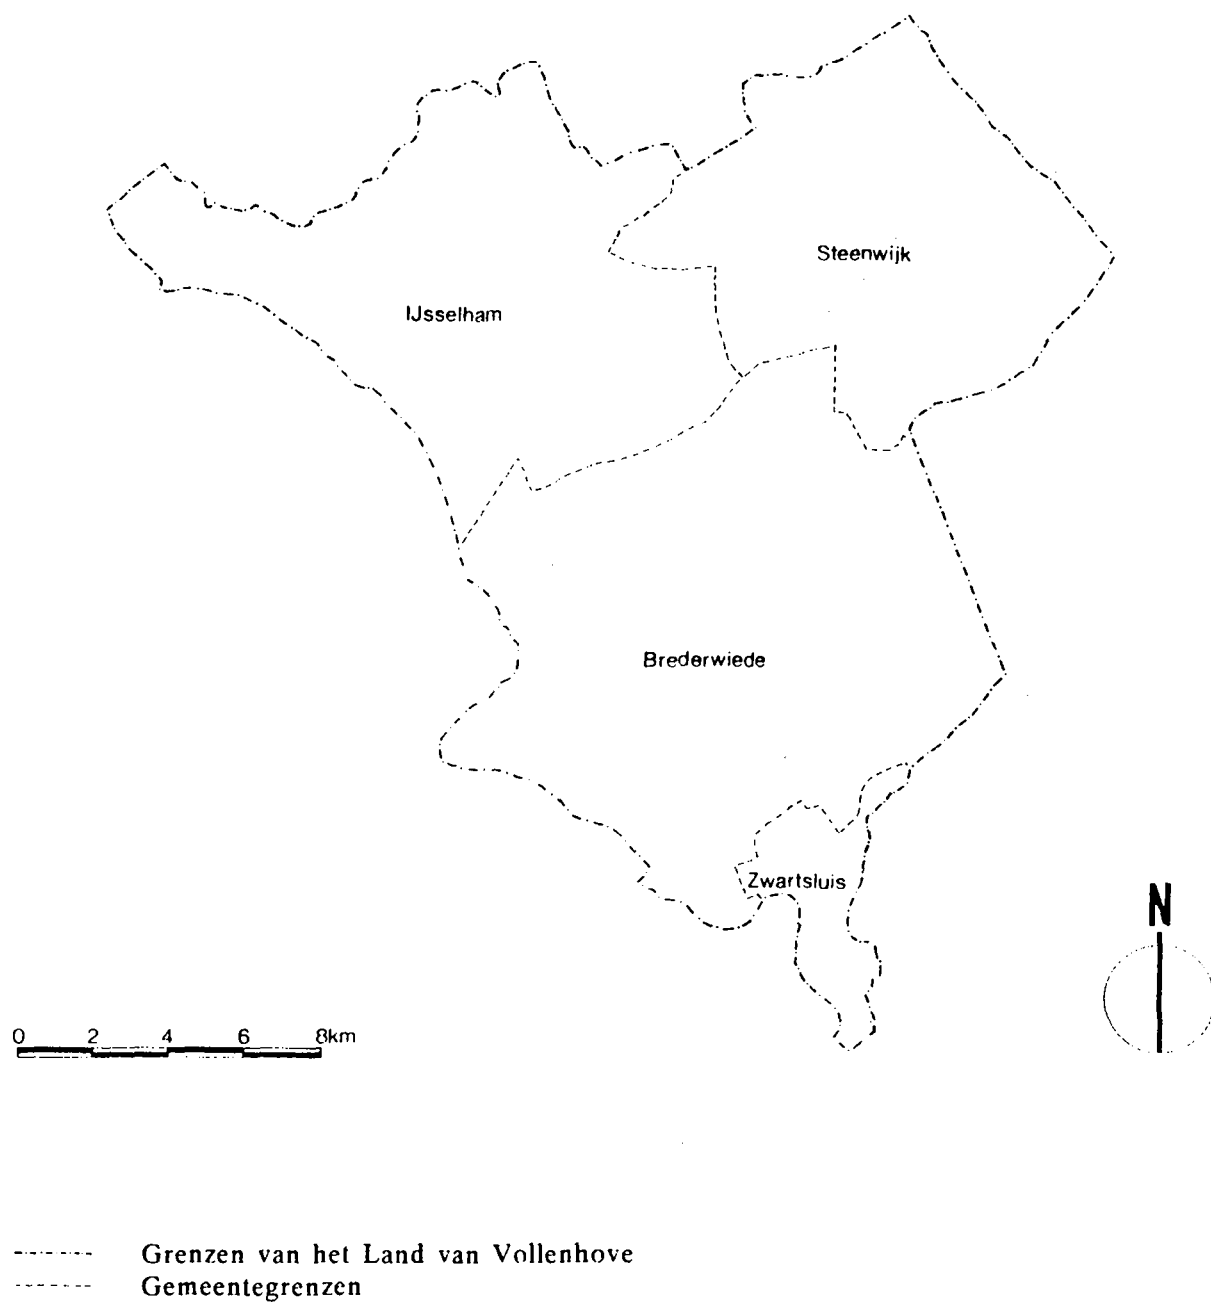 Steenwijk
IJsselham
Brederwiede
Zwartsluis
N
0 2 4 6 8km
Grenzen van het Land van Vollenhove
Gemeentegrenzen